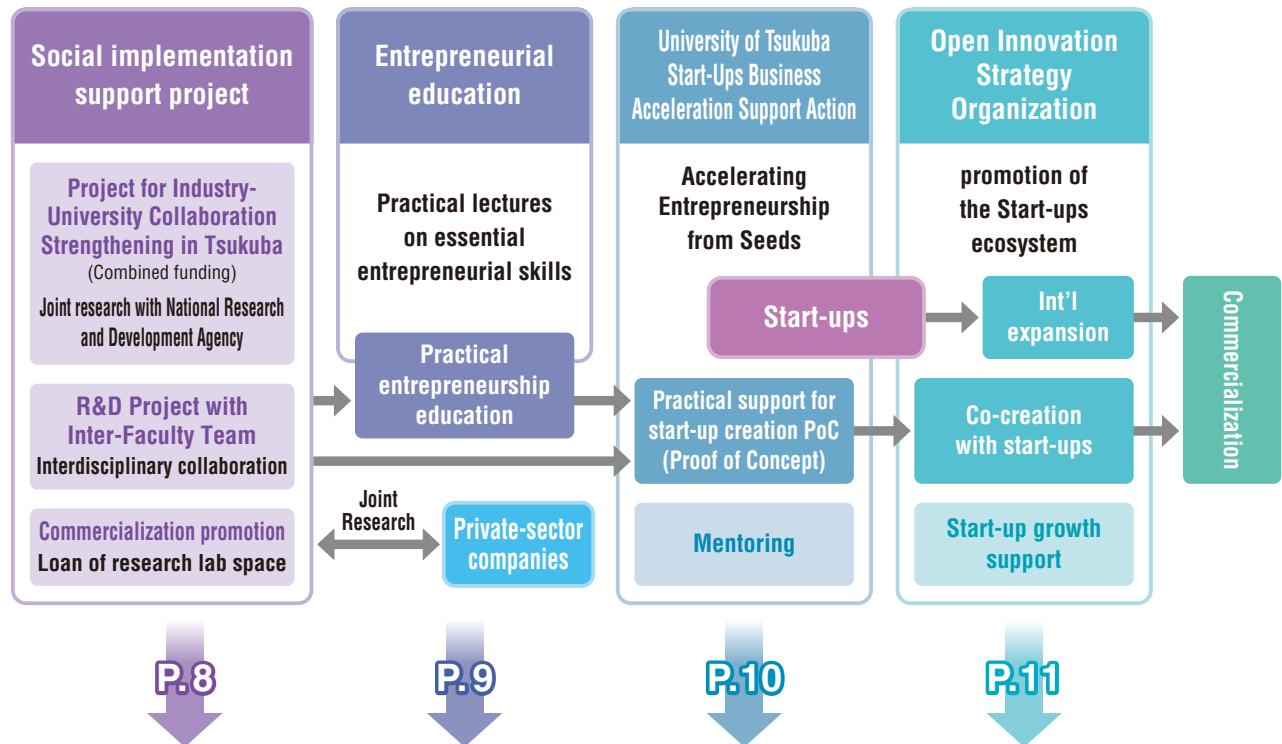 Social implementation
support project
Project for Industry-
University Collaboration
Strengthening in Tsukuba
(Combined funding)
Joint research with National Research
and Development Agency
R&D Project with
Inter-Faculty Team
Interdisciplinary collaboration
Commercialization promotion
Loan of research lab space
Entrepreneurial
education
Practical lectures
on essential
entrepreneurial skills
Practical
entrepreneurship
education
Joint
Research
Private-sector
companies
University of Tsukuba
Start-Ups Business
Acceleration Support Action
Accelerating
Entrepreneurship
from Seeds
Start-ups
Practical support for
start-up creation PoC
(Proof of Concept)
Mentoring
Open Innovation
Strategy
Organization
promotion of
the Start-ups
ecosystem
Int'l
expansion
Co-creation
with start-ups
Start-up growth
support
Commercialization
P.8
P.9
P.10
P.11